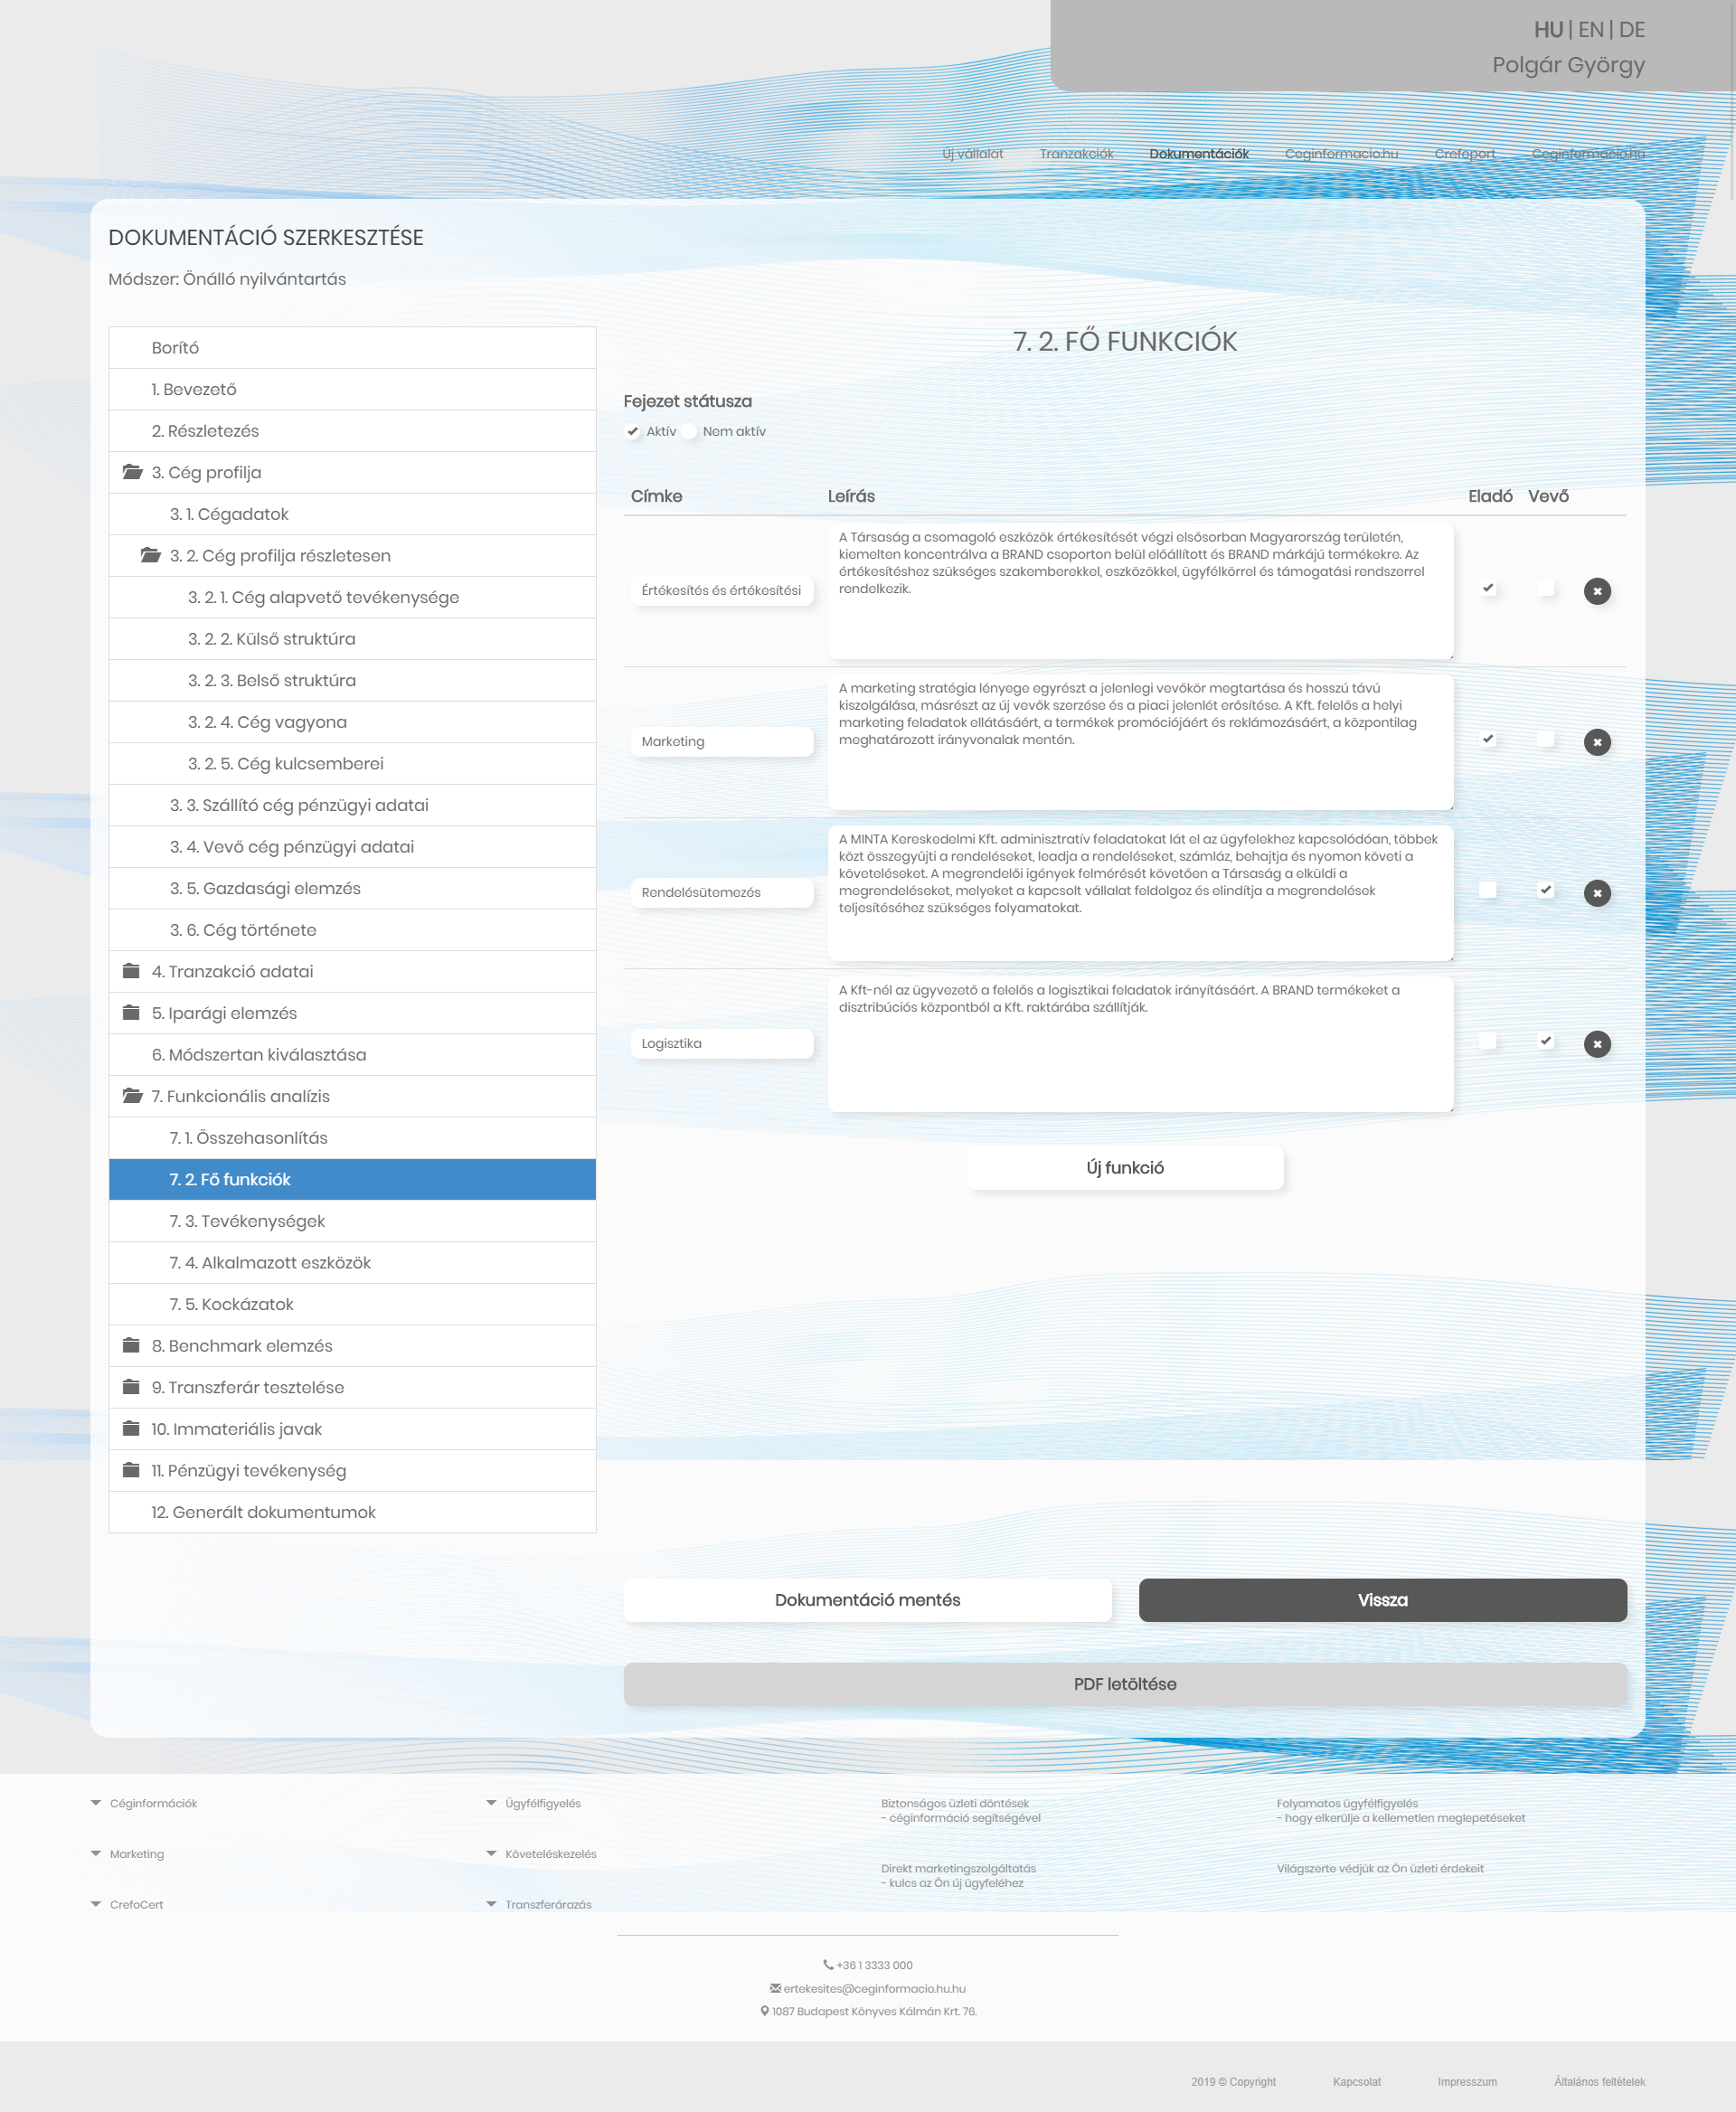 HU | EN | DE
Polgár György
Új vállalat Tranzakciók Dokumentációk Ceginformacio.hu Crefoport Ceginformacio.hu
DOKUMENTÁCIÓ SZERKESZTÉSE
Módszer: Önálló nyilvántartás
Borító
1. Bevezető
2. Részletezés
3. Cég profilja
3. 1. Cégadatok
3. 2. Cég profilja részletesen
3. 2. 1. Cég alapvető tevékenysége
3. 2. 2. Külső struktúra
3. 2. 3. Belső struktúra
3. 2. 4. Cég vagyona
3. 2. 5. Cég kulcsemberei
3. 3. Szállító cég pénzügyi adatai
3. 4. Vevő cég pénzügyi adatai
3. 5. Gazdasági elemzés
3. 6. Cég története
4. Tranzakció adatai
5. Iparági elemzés
6. Módszertan kiválasztása
7. Funkcionális analízis
7. 1. Összehasonlítás
7. 2. Fő funkciók
7. 3. Tevékenységek
7. 4. Alkalmazott eszközök
7. 5. Kockázatok
8. Benchmark elemzés
9. Transzferár tesztelése
10. Immateriális javak
11. Pénzügyi tevékenység
12. Generált dokumentumok
7. 2. FŐ FUNKCIÓK
Fejezet státusza
Aktív Nem aktív
Címke Leírás Eladó Vevő
Értékesítés és értékesítési
A Társaság a csomagoló eszközök értékesítését végzi elsősorban Magyarország területén,
kiemelten koncentrálva a BRAND csoporton belül előállított és BRAND márkájú termékekre. Az
értékesítéshez szükséges szakemberekkel, eszközökkel, ügyfélkörrel és támogatási rendszerrel
rendelkezik.
Marketing
A marketing stratégia lényege egyrészt a jelenlegi vevőkör megtartása és hosszú távú
kiszolgálása, másrészt az új vevők szerzése és a piaci jelenlét erősítése. A Kft. felelős a helyi
marketing feladatok ellátásáért, a termékek promóciójáért és reklámozásáért, a központilag
meghatározott irányvonalak mentén.
Rendelésütemezés
A MINTA Kereskedelmi Kft. adminisztratív feladatokat lát el az ügyfelekhez kapcsolódóan, többek
közt összegyűjti a rendeléseket, leadja a rendeléseket, számláz, behajtja és nyomon követi a
követeléseket. A megrendelői igények felmérését követően a Társaság a elküldi a
megrendeléseket, melyeket a kapcsolt vállalat feldolgoz és elindítja a megrendelések
teljesítéséhez szükséges folyamatokat.
Logisztika
A Kft-nél az ügyvezető a felelős a logisztikai feladatok irányításáért. A BRAND termékeket a
disztribúciós központból a Kft. raktárába szállítják.
Új funkció
Dokumentáció mentés Vissza
PDF letöltése
Céginformációk
Marketing
CrefoCert
Ügyfélfigyelés
Követeléskezelés
Transzferárazás
Biztonságos üzleti döntések
- céginformáció segítségével
Direkt marketingszolgáltatás
- kulcs az Ön új ügyfeléhez
Folyamatos ügyfélfigyelés
- hogy elkerülje a kellemetlen meglepetéseket
Világszerte védjük az Ön üzleti érdekeit
+36 1 3333 000
ertekesites@ceginformacio.hu.hu
1087 Budapest Könyves Kálmán Krt. 76.
2019 © Copyright Kapcsolat Impresszum Általános feltételek